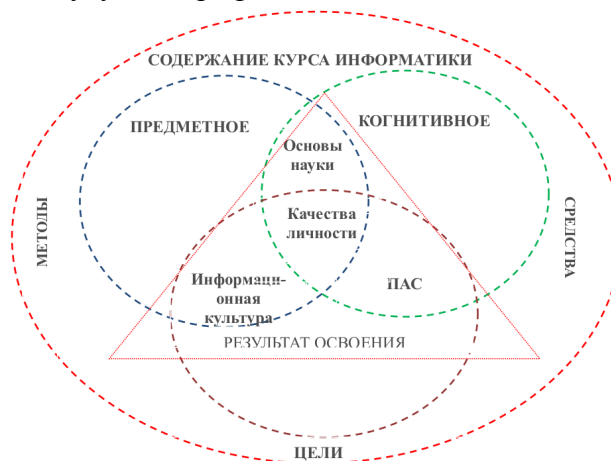 СОДЕРЖАНИЕ КУРСА ИНФОРМАТИКИ
ПРЕДМЕТНОЕ
КОГНИТИВНОЕ
Основы
науки
МЕТОДЫ
СРЕДСТВА
Качества
личности
Информаци-
онная
культура
ПАС
РЕЗУЛЬТАТ ОСВОЕНИЯ
ЦЕЛИ